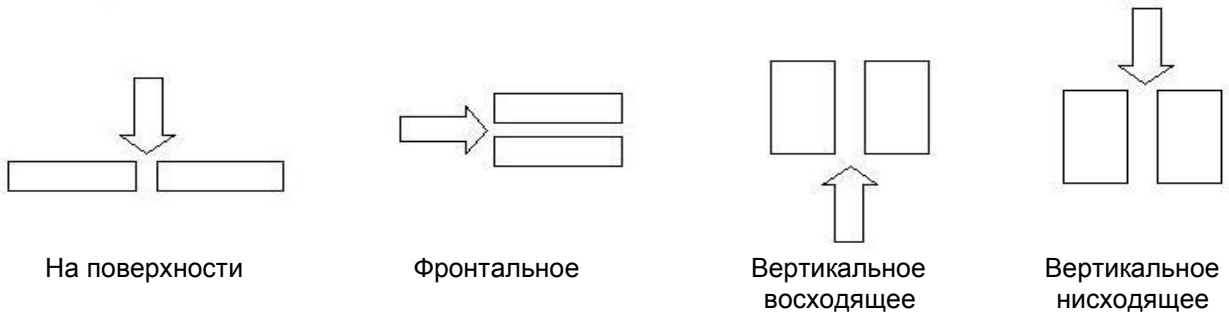 На поверхности
Фронтальное
Вертикальное
восходящее
Вертикальное
нисходящее